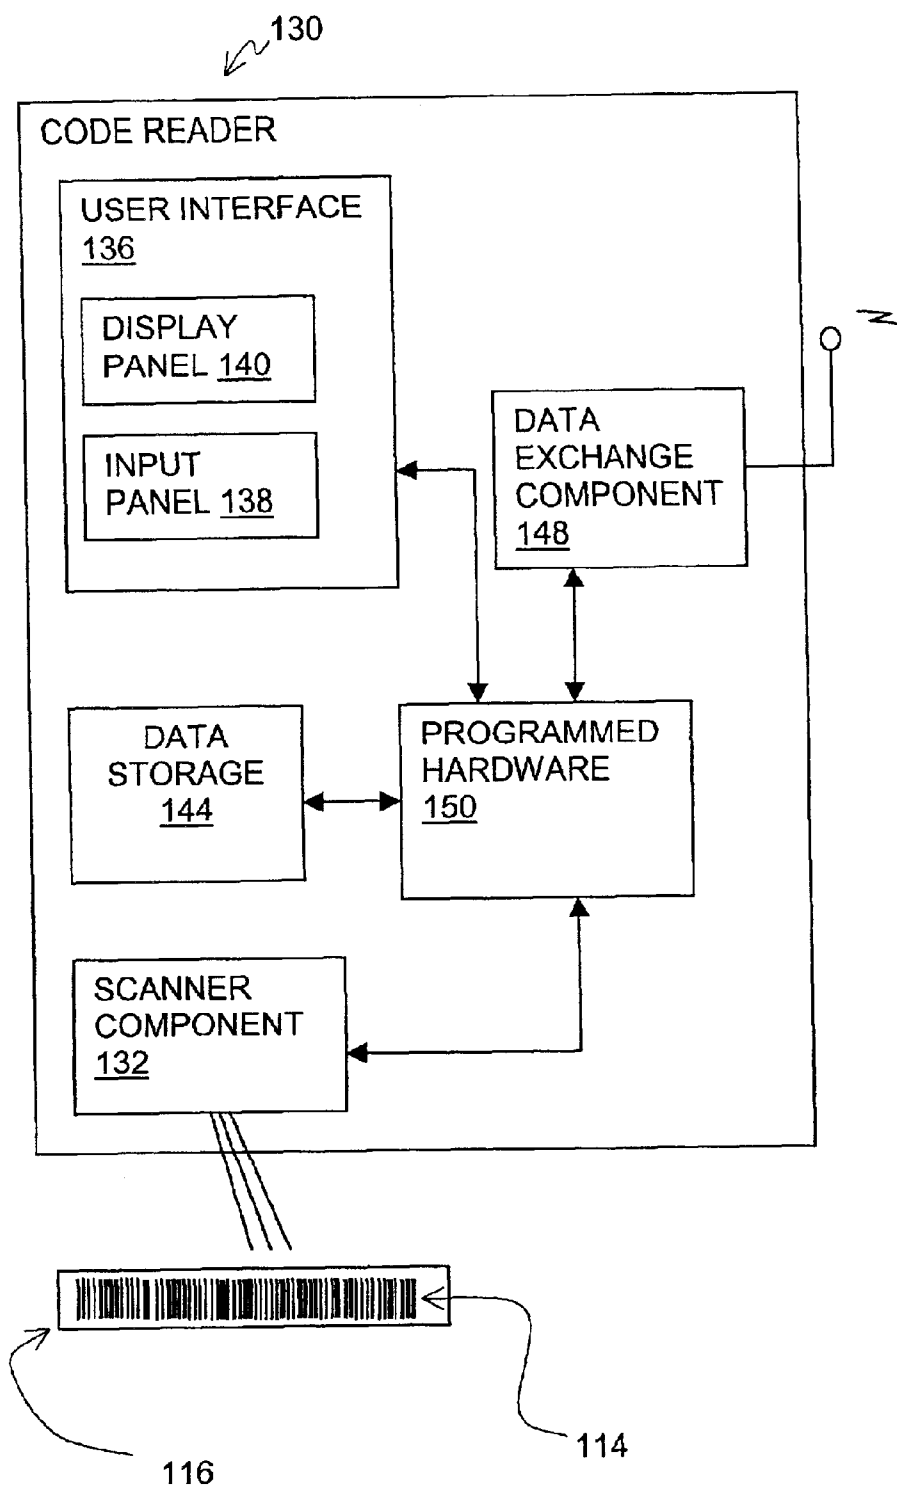 130
CODE READER
USER INTERFACE
136
DISPLAY
PANEL 140
INPUT
PANEL 138
DATA
EXCHANGE
COMPONENT
148
DATA
STORAGE
144
PROGRAMMED
HARDWARE
150
SCANNER
COMPONENT
132
114
116